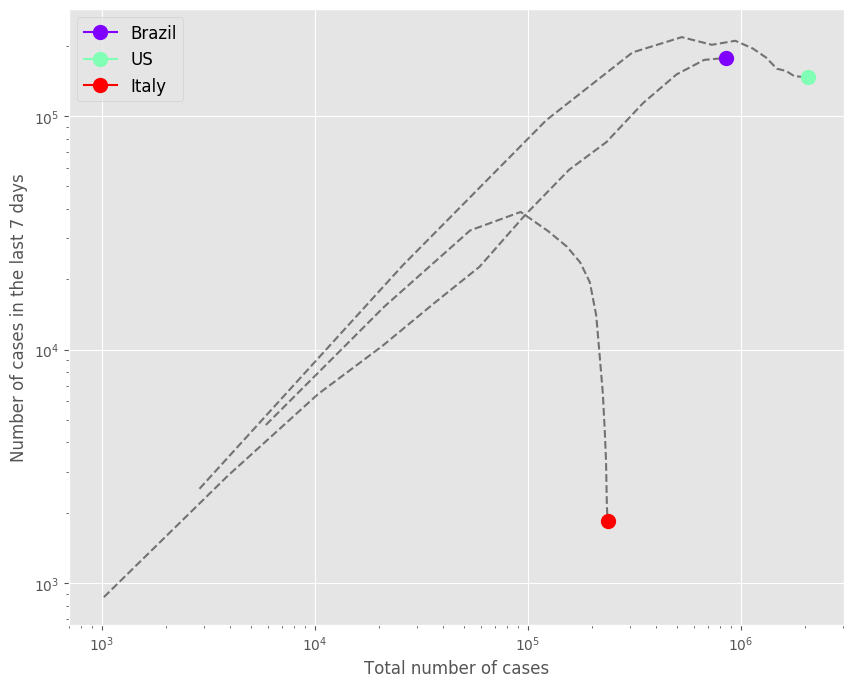 Brazil
US
Italy
Number of cases in the last 7 days
10⁵
10⁴
10³
10³
10⁴
10⁵
10⁶
Total number of cases